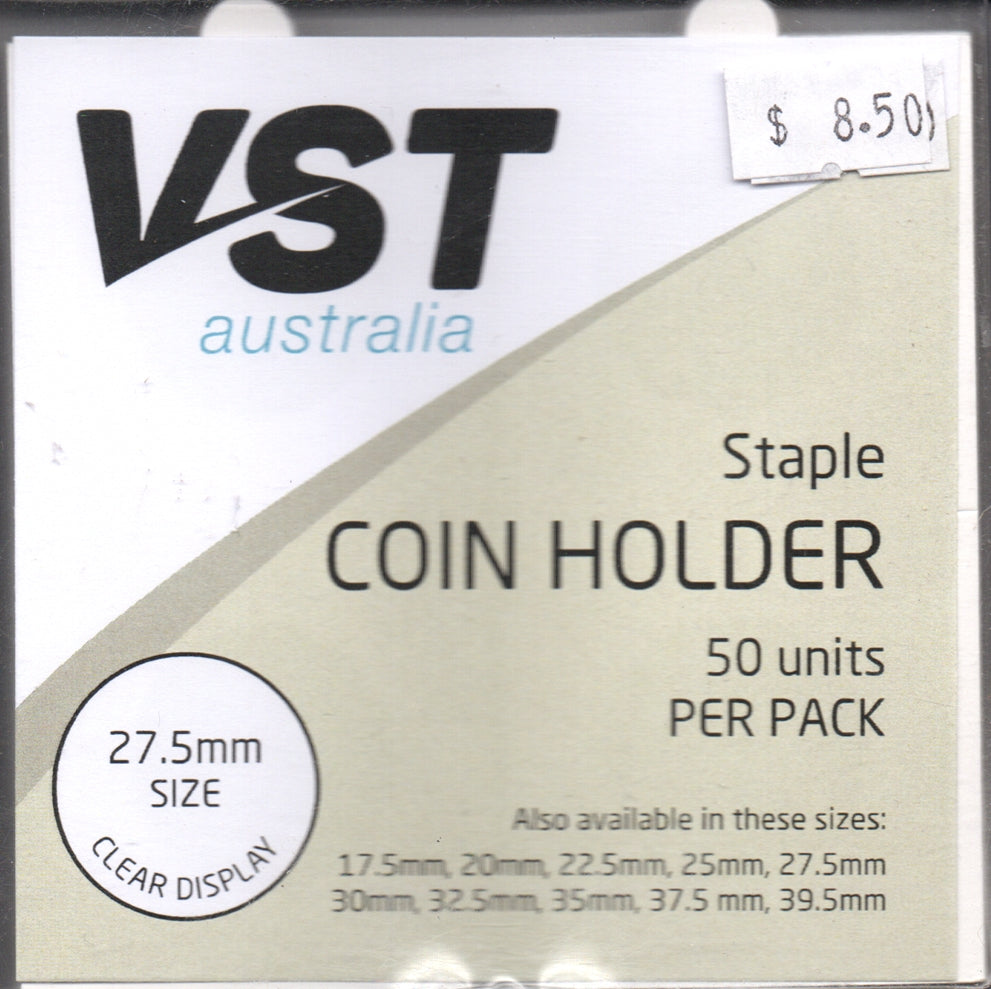 $ 8.50
VST
australia
Staple
COIN HOLDER
50 units
PER PACK
27.5mm
SIZE
CLEAR DISPLAY
Also available in these sizes:
17.5mm, 20mm, 22.5mm, 25mm, 27.5mm
30mm, 32.5mm, 35mm, 37.5 mm, 39.5mm